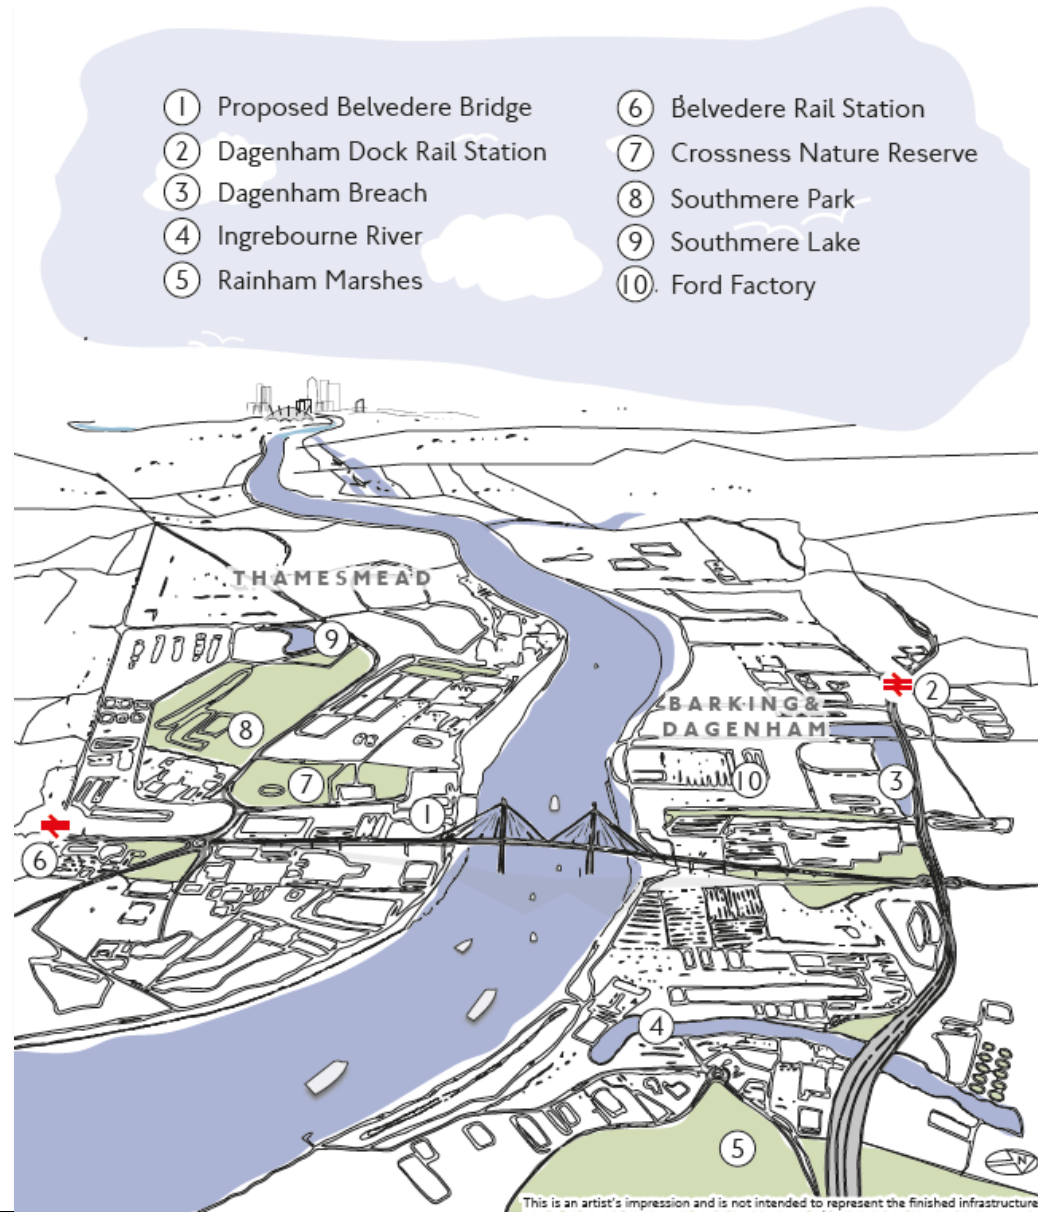 1 Proposed Belvedere Bridge
2 Dagenham Dock Rail Station
3 Dagenham Breach
4 Ingrebourne River
5 Rainham Marshes
6 Belvedere Rail Station
7 Crossness Nature Reserve
8 Southmere Park
9 Southmere Lake
10. Ford Factory
THAMESMEAD
9
2
BARKING &
DAGENHAM
8
7
10
3
1
6
4
5
N
This is an artist's impression and is not intended to represent the finished infrastructure